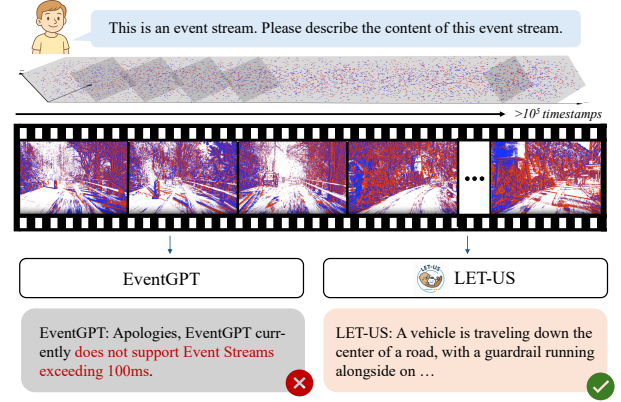 This is an event stream. Please describe the content of this event stream.
>10⁵ timestamps
EventGPT
LET-US
LET-US
EventGPT: Apologies, EventGPT curr-
ently does not support Event Streams
exceeding 100ms.
LET-US: A vehicle is traveling down the
center of a road, with a guardrail running
alongside on …